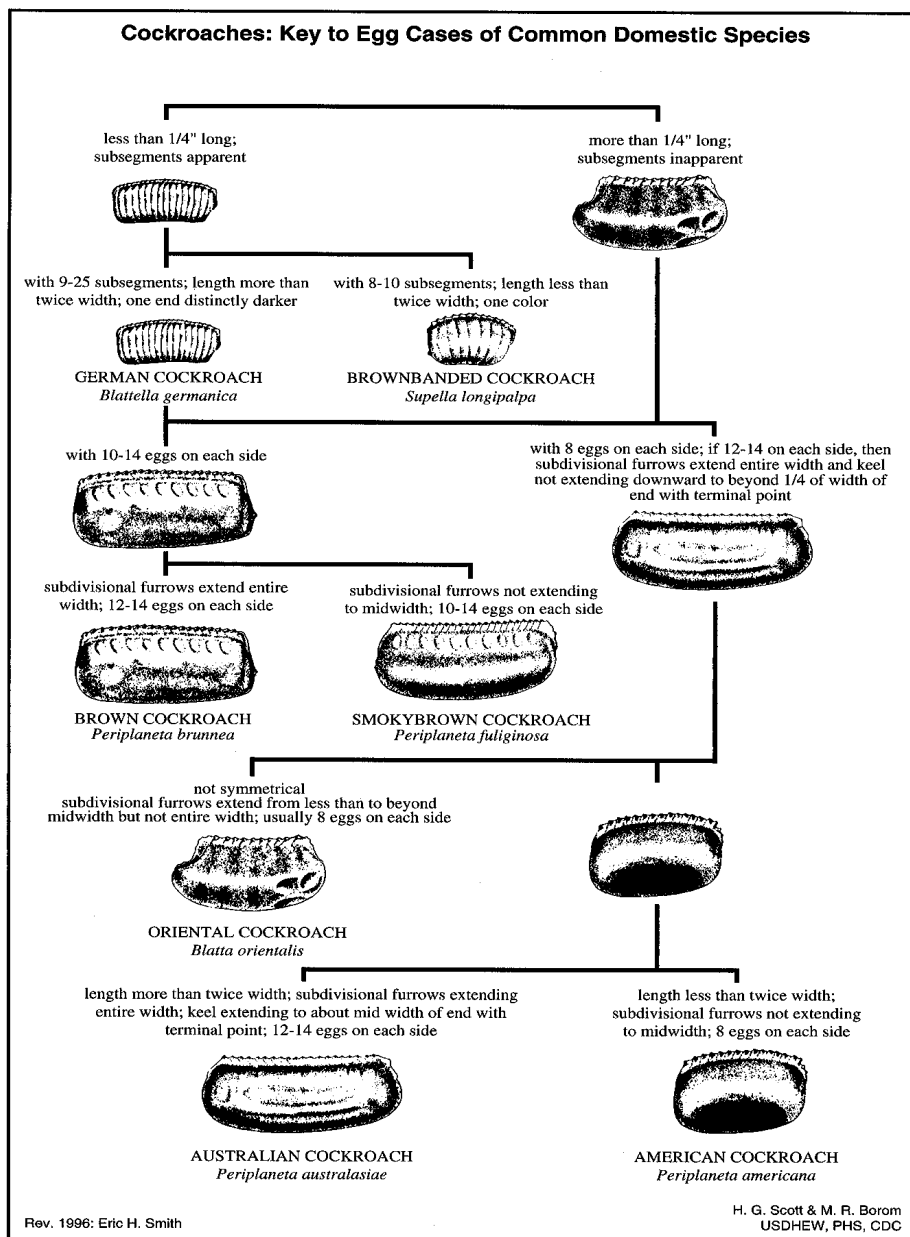 Cockroaches: Key to Egg Cases of Common Domestic Species
less than 1/4" long;
subsegments apparent
more than 1/4" long;
subsegments inapparent
with 9-25 subsegments; length more than
twice width; one end distinctly darker
with 8-10 subsegments; length less than
twice width; one color
GERMAN COCKROACH
Blattella germanica
BROWNBANDED COCKROACH
Supella longipalpa
with 10-14 eggs on each side
with 8 eggs on each side; if 12-14 on each side, then
subdivisional furrows extend entire width and keel
not extending downward to beyond 1/4 of width of
end with terminal point
subdivisional furrows extend entire
width; 12-14 eggs on each side
subdivisional furrows not extending
to midwidth; 10-14 eggs on each side
BROWN COCKROACH
Periplaneta brunnea
SMOKYBROWN COCKROACH
Periplaneta fuliginosa
not symmetrical
subdivisional furrows extend from less than to beyond
midwidth but not entire width; usually 8 eggs on each side
ORIENTAL COCKROACH
Blatta orientalis
length more than twice width; subdivisional furrows extending
entire width; keel extending to about mid width of end with
terminal point; 12-14 eggs on each side
length less than twice width;
subdivisional furrows not extending
to midwidth; 8 eggs on each side
AUSTRALIAN COCKROACH
Periplaneta australasiae
AMERICAN COCKROACH
Periplaneta americana
Rev. 1996: Eric H. Smith
H. G. Scott & M. R. Borom
USDHEW, PHS, CDC